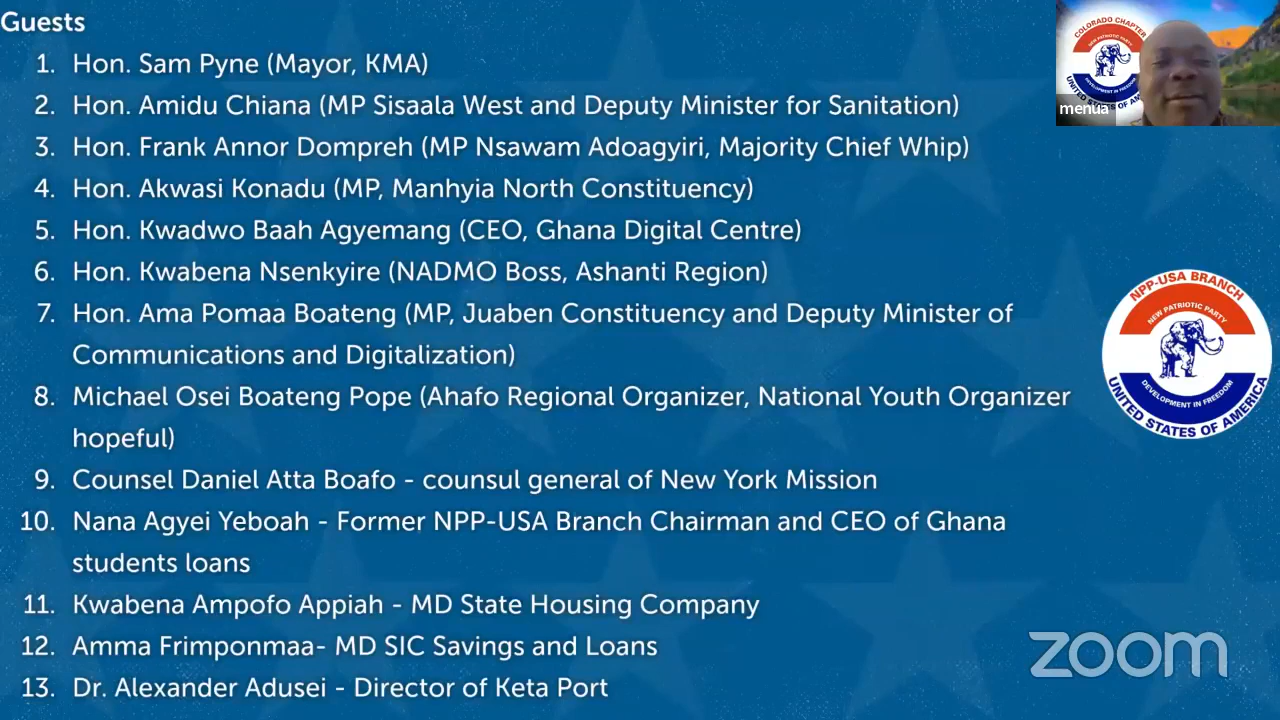 Guests
1. Hon. Sam Pyne (Mayor, KMA)
2. Hon. Amidu Chiana (MP Sisaala West and Deputy Minister for Sanitation)
3. Hon. Frank Annor Dompreh (MP Nsawam Adoagyiri, Majority Chief Whip)
4. Hon. Akwasi Konadu (MP, Manhyia North Constituency)
5. Hon. Kwadwo Baah Agyemang (CEO, Ghana Digital Centre)
6. Hon. Kwabena Nsenkyire (NADMO Boss, Ashanti Region)
7. Hon. Ama Pomaa Boateng (MP, Juaben Constituency and Deputy Minister of
Communications and Digitalization)
8. Michael Osei Boateng Pope (Ahafo Regional Organizer, National Youth Organizer
hopeful)
9. Counsel Daniel Atta Boafo - counsul general of New York Mission
10. Nana Agyei Yeboah - Former NPP-USA Branch Chairman and CEO of Ghana
students loans
11. Kwabena Ampofo Appiah - MD State Housing Company
12. Amma Frimponmaa- MD SIC Savings and Loans
13. Dr. Alexander Adusei - Director of Keta Port
COLORADO CHAPTER
NEW PATRIOTIC PARTY
DEVELOPMENT IN FREEDOM
UNITED STATES OF AM
menua
NPP-USA BRANCH
NEW PATRIOTIC PARTY
DEVELOPMENT IN FREEDOM
UNITED STATES OF AMERICA
zoom